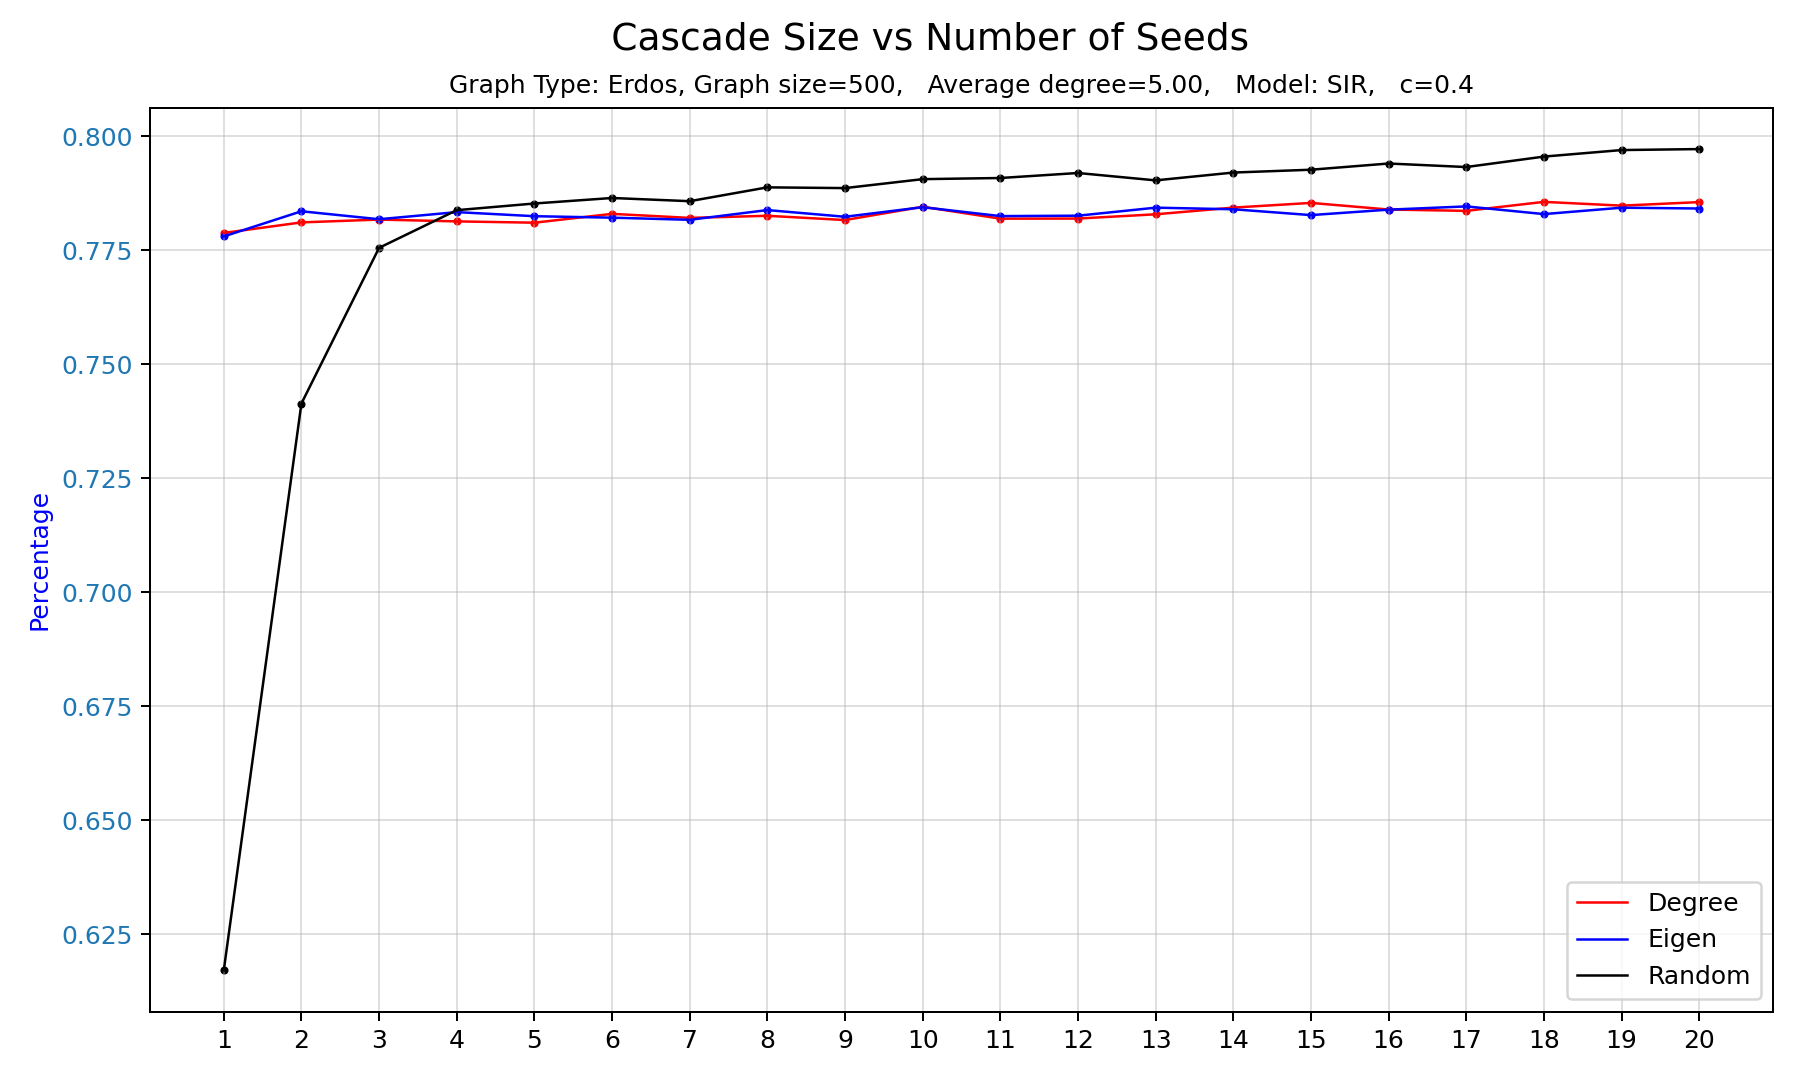 Cascade Size vs Number of Seeds
Graph Type: Erdos, Graph size=500,   Average degree=5.00,   Model: SIR,   c=0.4
Percentage
0.800
0.775
0.750
0.725
0.700
0.675
0.650
0.625
Degree
Eigen
Random
1 2 3 4 5 6 7 8 9 10 11 12 13 14 15 16 17 18 19 20